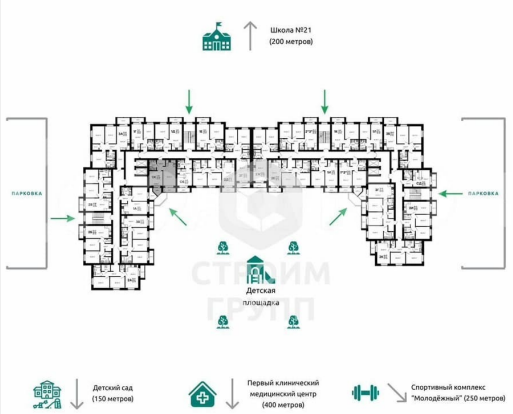 Школа №21
(200 метров)
ПАРКОВКА
ПАРКОВКА
СТРОИМ
ГРУПП
Детская
площадка
Детский сад
(150 метров)
Первый клинический
медицинский центр
(400 метров)
Спортивный комплекс
"Молодёжный" (250 метров)